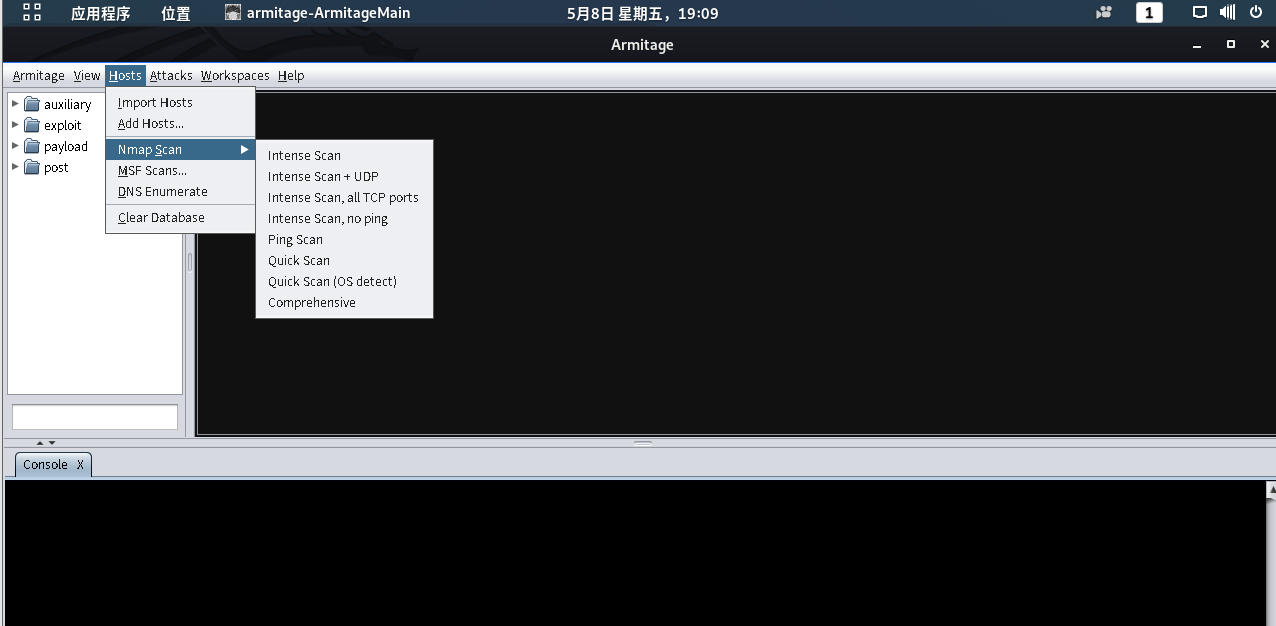 应用程序 位置 armitage-ArmitageMain 5月8日 星期五，19:09 1
Armitage
Armitage View Hosts Attacks Workspaces Help
auxiliary
exploit
payload
post
Import Hosts
Add Hosts...
Nmap Scan
MSF Scans...
DNS Enumerate
Clear Database
Intense Scan
Intense Scan + UDP
Intense Scan, all TCP ports
Intense Scan, no ping
Ping Scan
Quick Scan
Quick Scan (OS detect)
Comprehensive
Console X